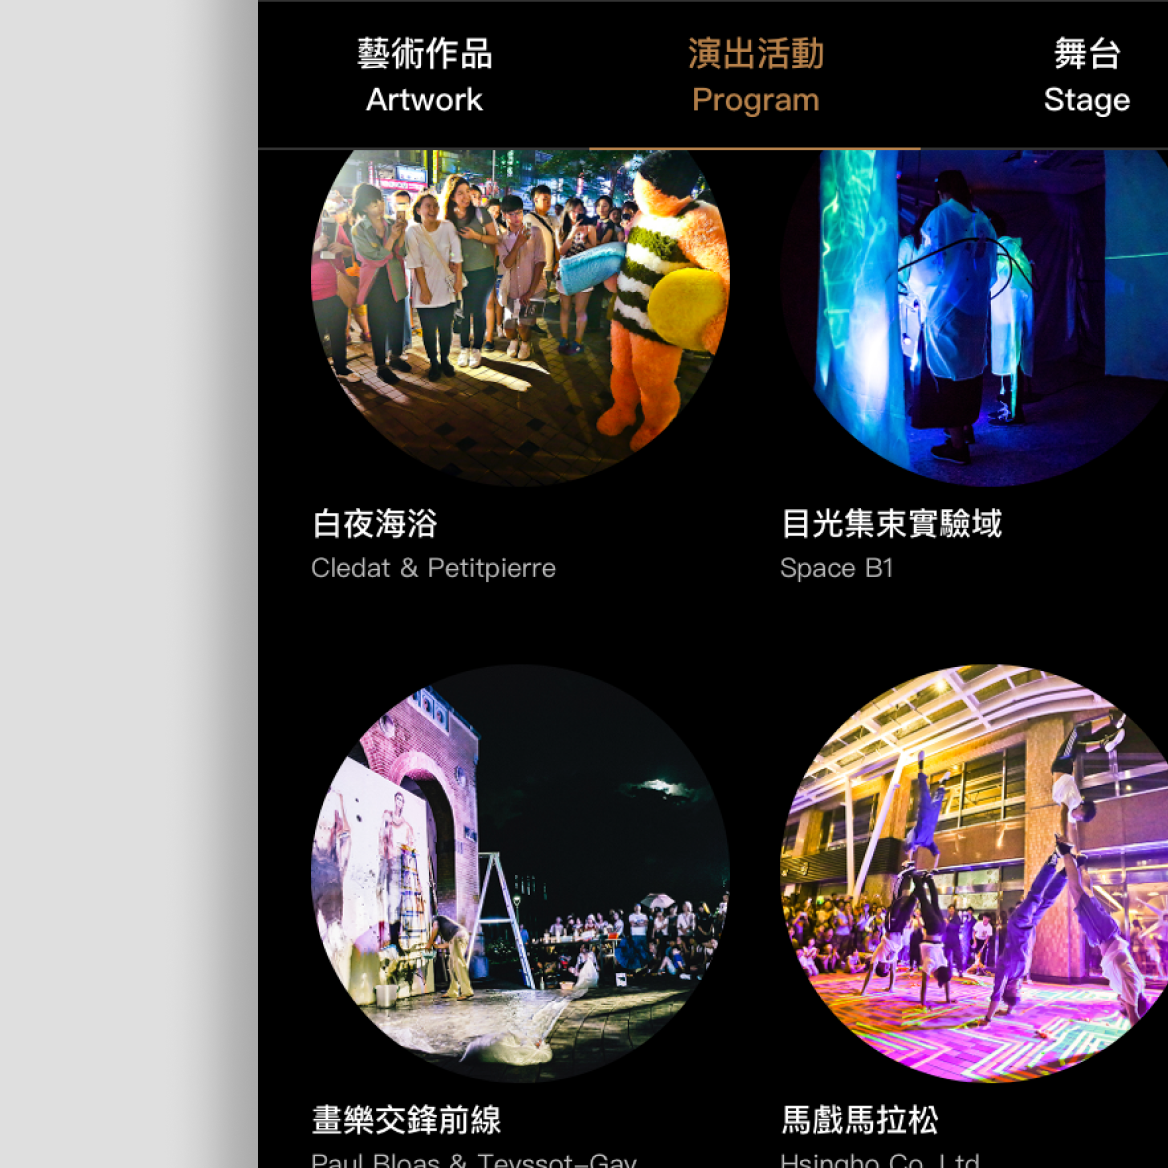 藝術作品
Artwork
演出活動
Program
舞台
Stage
白夜海浴
Cledat & Petitpierre
目光集束實驗域
Space B1
畫樂交鋒前線
Paul Bloas & Teyssot-Gay
馬戲馬拉松
Hsingho Co. Ltd